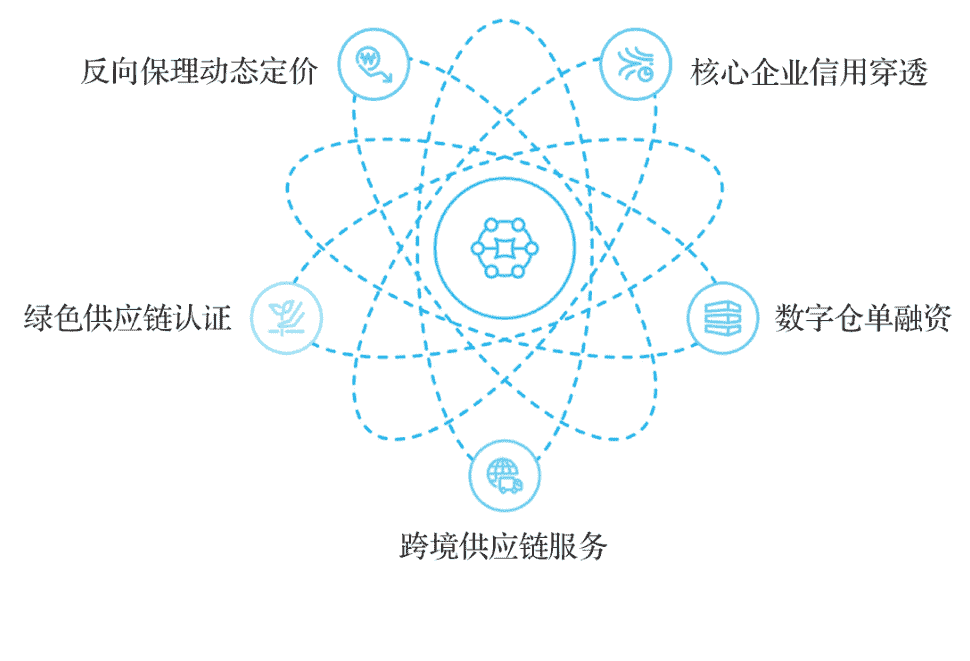 反向保理动态定价
核心企业信用穿透
绿色供应链认证
数字仓单融资
跨境供应链服务